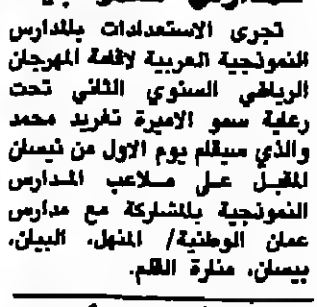 تجرى الاستعدادات بالمدارس
النموذجية العربية لاقامة المهرجان
الرياضي السنوي الثاني تحت
رعاية سمو الاميرة تغريد محمد
والذي سيقام يوم الاول من نيسان
المقبل على ملاعب المدارس
النموذجية بالمشاركة مع مدارس
عمان الوطنية/ المنهل، البيان،
بيسان، منارة القلم.